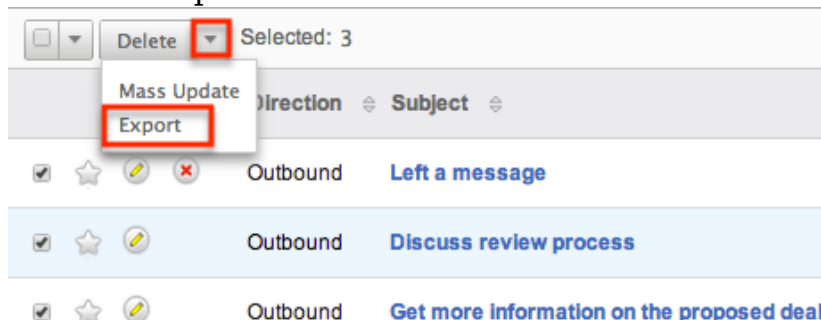 Delete Selected: 3
Mass Update
Export
Direction Subject
Outbound Left a message
Outbound Discuss review process
Outbound Get more information on the proposed deal